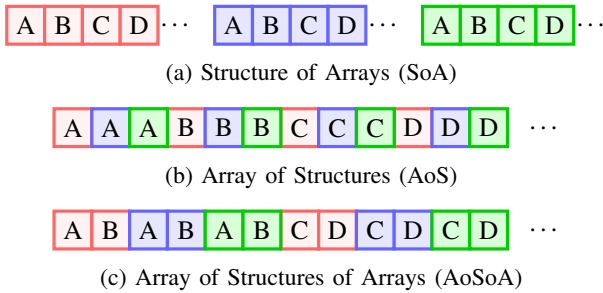 A B C D ··· A B C D ··· A B C D ···
(a) Structure of Arrays (SoA)
A A A B B B C C C D D D ···
(b) Array of Structures (AoS)
A B A B A B C D C D C D ···
(c) Array of Structures of Arrays (AoSoA)